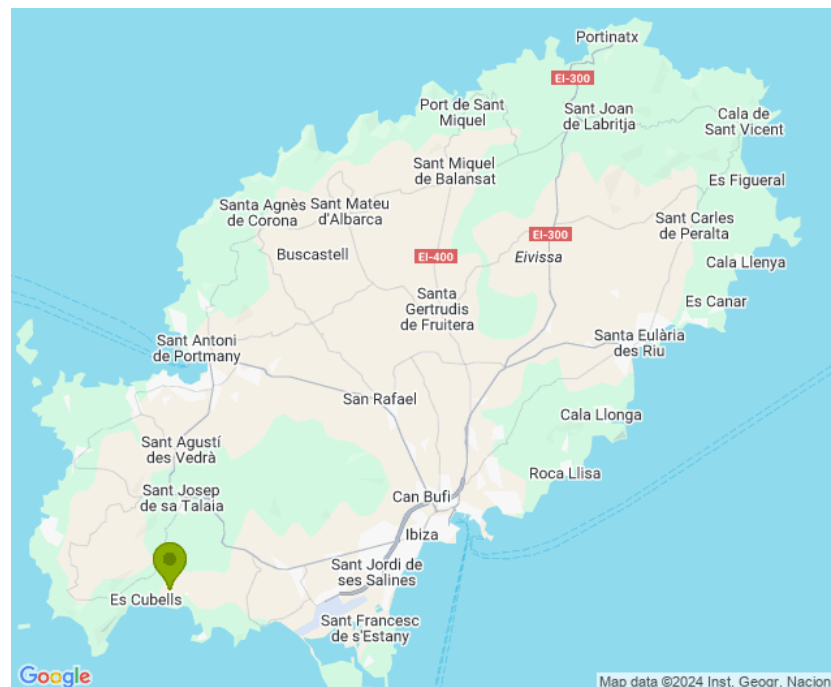 Portinatx
EI-300
Port de Sant
Miquel
Sant Joan
de Labritja
Cala de
Sant Vicent
Sant Miquel
de Balansat
Es Figueral
Santa Agnès
de Corona
Sant Mateu
d'Albarca
Sant Carles
de Peralta
EI-300
Buscastell
EI-400
Eivissa
Cala Llenya
Santa
Gertrudis
de Fruitera
Es Canar
Sant Antoni
de Portmany
Santa Eulària
des Riu
San Rafael
Cala Llonga
Sant Agustí
des Vedrà
Roca Llisa
Sant Josep
de sa Talaia
Can Bufi
Ibiza
Sant Jordi de
ses Salines
Es Cubells
Sant Francesc
de s'Estany
Google
Map data ©2024 Inst. Geogr. Nacion